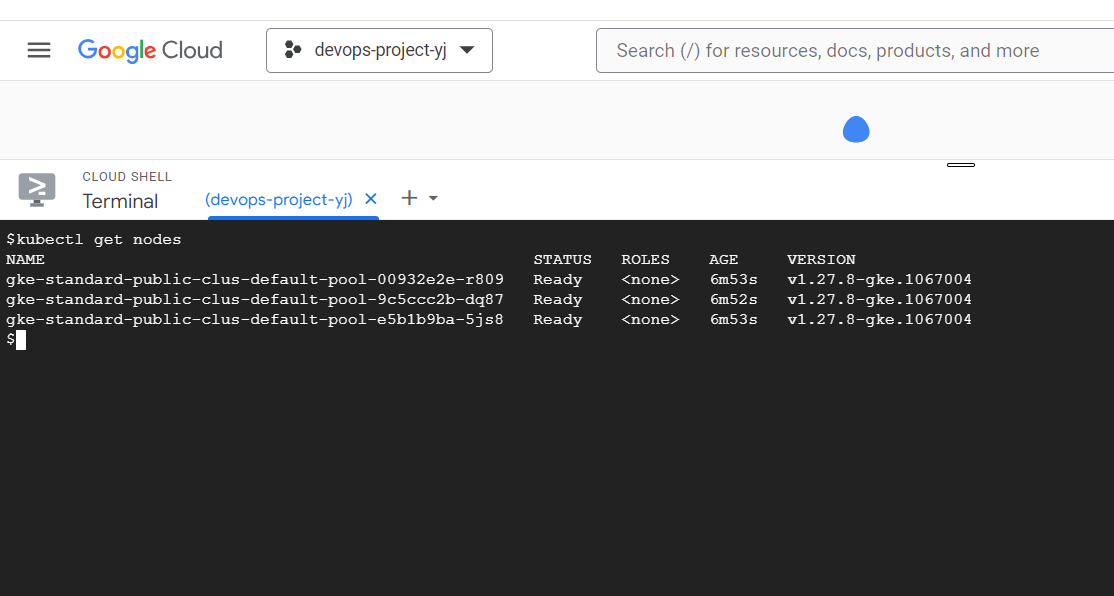 Google Cloud
devops-project-yj
Search (/) for resources, docs, products, and more
CLOUD SHELL
Terminal
(devops-project-yj)
$kubectl get nodes
NAME STATUS ROLES AGE VERSION
gke-standard-public-clus-default-pool-00932e2e-r809 Ready <none> 6m53s v1.27.8-gke.1067004
gke-standard-public-clus-default-pool-9c5ccc2b-dq87 Ready <none> 6m52s v1.27.8-gke.1067004
gke-standard-public-clus-default-pool-e5b1b9ba-5js8 Ready <none> 6m53s v1.27.8-gke.1067004
$